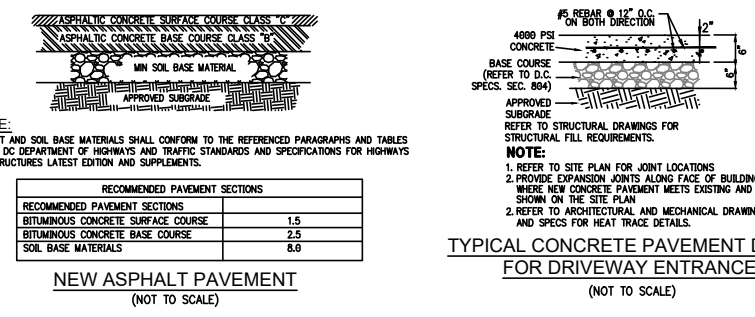 ASPHALTIC CONCRETE SURFACE COURSE CLASS "C"
ASPHALTIC CONCRETE BASE COURSE CLASS "B"
MIN SOIL BASE MATERIAL
APPROVED SUBGRADE
E:
T AND SOIL BASE MATERIALS SHALL CONFORM TO THE REFERENCED PARAGRAPHS AND TABLES
DC DEPARTMENT OF HIGHWAYS AND TRAFFIC STANDARDS AND SPECIFICATIONS FOR HIGHWAYS
RUCTURES LATEST EDITION AND SUPPLEMENTS.
RECOMMENDED PAVEMENT SECTIONS
RECOMMENDED PAVEMENT SECTIONS
BITUMINOUS CONCRETE SURFACE COURSE 1.5
BITUMINOUS CONCRETE BASE COURSE 2.5
SOIL BASE MATERIALS 8.0
NEW ASPHALT PAVEMENT
(NOT TO SCALE)
#5 REBAR @ 12" O.C.
ON BOTH DIRECTION
2"
4000 PSI
CONCRETE
6"
BASE COURSE
(REFER TO D.C.
SPECS. SEC. 804)
6"
APPROVED
SUBGRADE
REFER TO STRUCTURAL DRAWINGS FOR
STRUCTURAL FILL REQUIREMENTS.
NOTE:
1. REFER TO SITE PLAN FOR JOINT LOCATIONS
2. PROVIDE EXPANSION JOINTS ALONG FACE OF BUILDIN
WHERE NEW CONCRETE PAVEMENT MEETS EXISTING AND
SHOWN ON THE SITE PLAN
2. REFER TO ARCHITECTURAL AND MECHANICAL DRAWIN
AND SPECS FOR HEAT TRACE DETAILS.
TYPICAL CONCRETE PAVEMENT D
FOR DRIVEWAY ENTRANCE
(NOT TO SCALE)